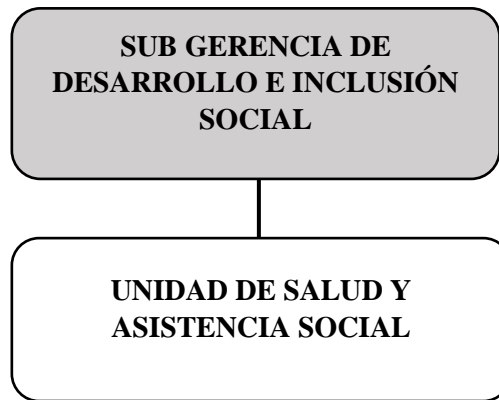 SUB GERENCIA DE
DESARROLLO E INCLUSIÓN
SOCIAL
UNIDAD DE SALUD Y
ASISTENCIA SOCIAL